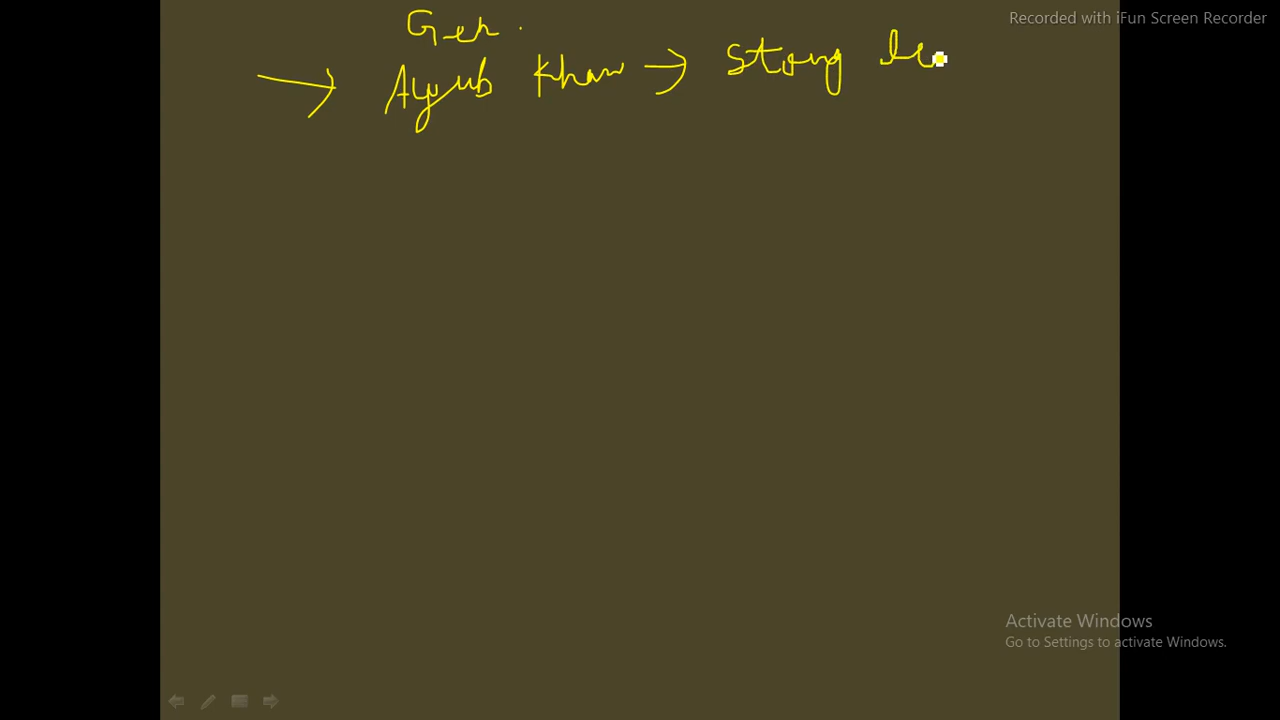 Recorded with iFun Screen Recorder
Gen.
→ Ayub Khan → Strong
Activate Windows
Go to Settings to activate Windows.